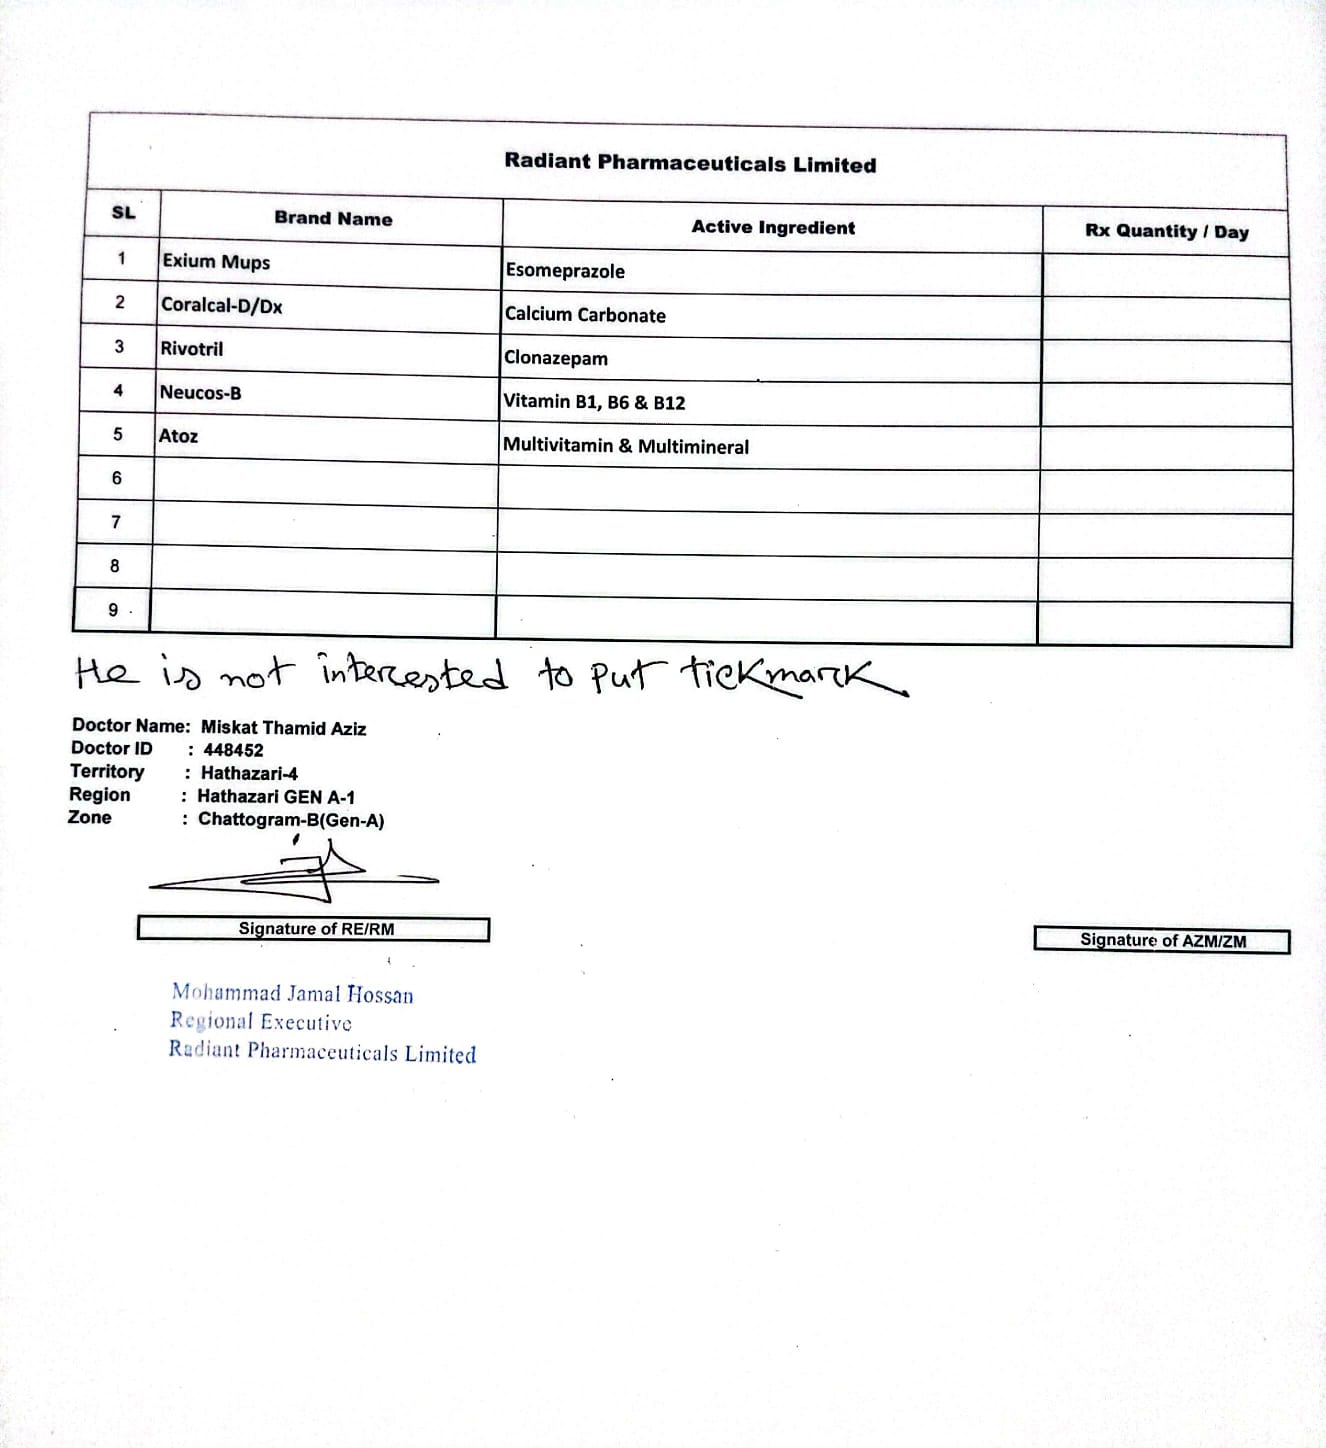 Radiant Pharmaceuticals Limited
SL Brand Name Active Ingredient Rx Quantity / Day
1 Exium Mups Esomeprazole
2 Coralcal-D/Dx Calcium Carbonate
3 Rivotril Clonazepam
4 Neucos-B Vitamin B1, B6 & B12
5 Atoz Multivitamin & Multimineral
6
7
8
9
He is not interested to put tickmark.
Doctor Name: Miskat Thamid Aziz
Doctor ID : 448452
Territory : Hathazari-4
Region : Hathazari GEN A-1
Zone : Chattogram-B(Gen-A)
Signature of RE/RM Signature of AZM/ZM
Mohammad Jamal Hossan
Regional Executive
Radiant Pharmaceuticals Limited